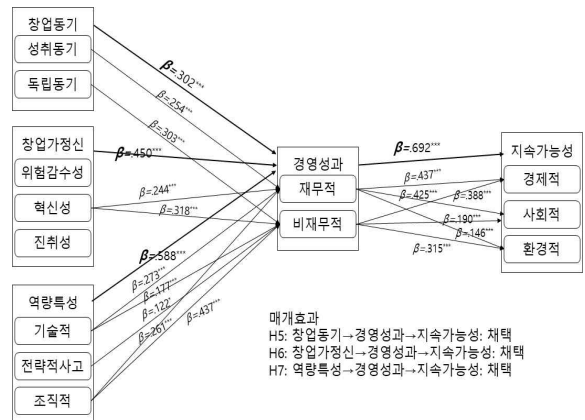 창업동기
성취동기
독립동기
β=.302***
β=.254***
β=.303***
창업가정신
위험감수성
혁신성
진취성
β=.450***
β=.244***
β=.318***
역량특성
기술적
전략적사고
조직적
β=.588***
β=.273***
β=.177***
β=.122*
β=.261***
β=.437***
경영성과
재무적
비재무적
β=.692***
β=.437***
β=.425***
β=.388***
β=.190***
β=.146***
β=.315***
지속가능성
경제적
사회적
환경적
매개효과
H5: 창업동기→경영성과→지속가능성: 채택
H6: 창업가정신→경영성과→지속가능성: 채택
H7: 역량특성→경영성과→지속가능성: 채택